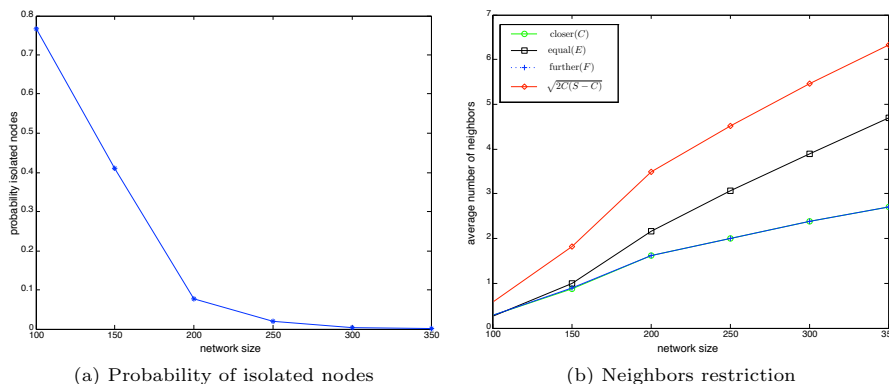 0.8
0.7
0.6
0.5
0.4
0.3
0.2
0.1
0
probability isolated nodes
100 150 200 250 300 350
network size
(a) Probability of isolated nodes
7
6
5
4
3
2
1
0
average number of neighbors
closer(C)
equal(E)
further(F)
√2C(S − C)
100 150 200 250 300 350
network size
(b) Neighbors restriction